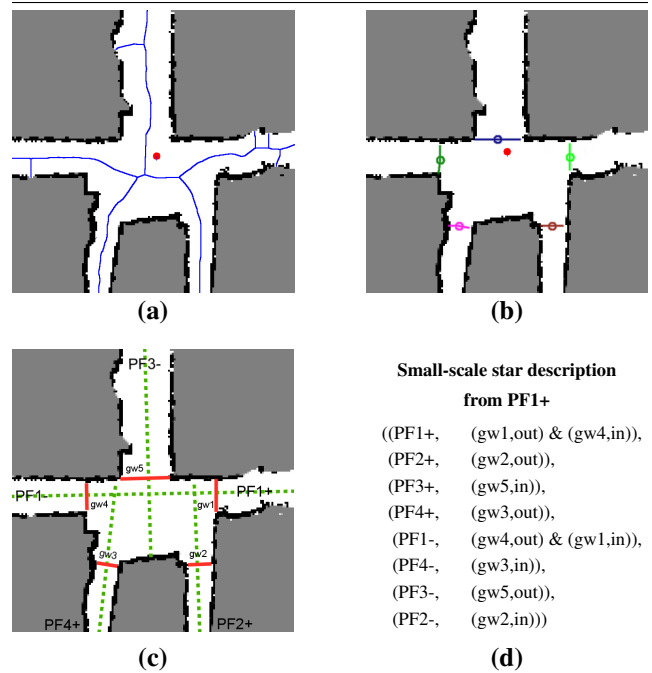 (a)
(b)
PF3-
gw5
PF1-
PF1+
gw4
gw1
gw3
gw2
PF4+
PF2+
(c)
Small-scale star description
from PF1+
((PF1+, (gw1,out) & (gw4,in)),
(PF2+, (gw2,out)),
(PF3+, (gw5,in)),
(PF4+, (gw3,out)),
(PF1-, (gw4,out) & (gw1,in)),
(PF4-, (gw3,in)),
(PF3-, (gw5,out)),
(PF2-, (gw2,in)))
(d)